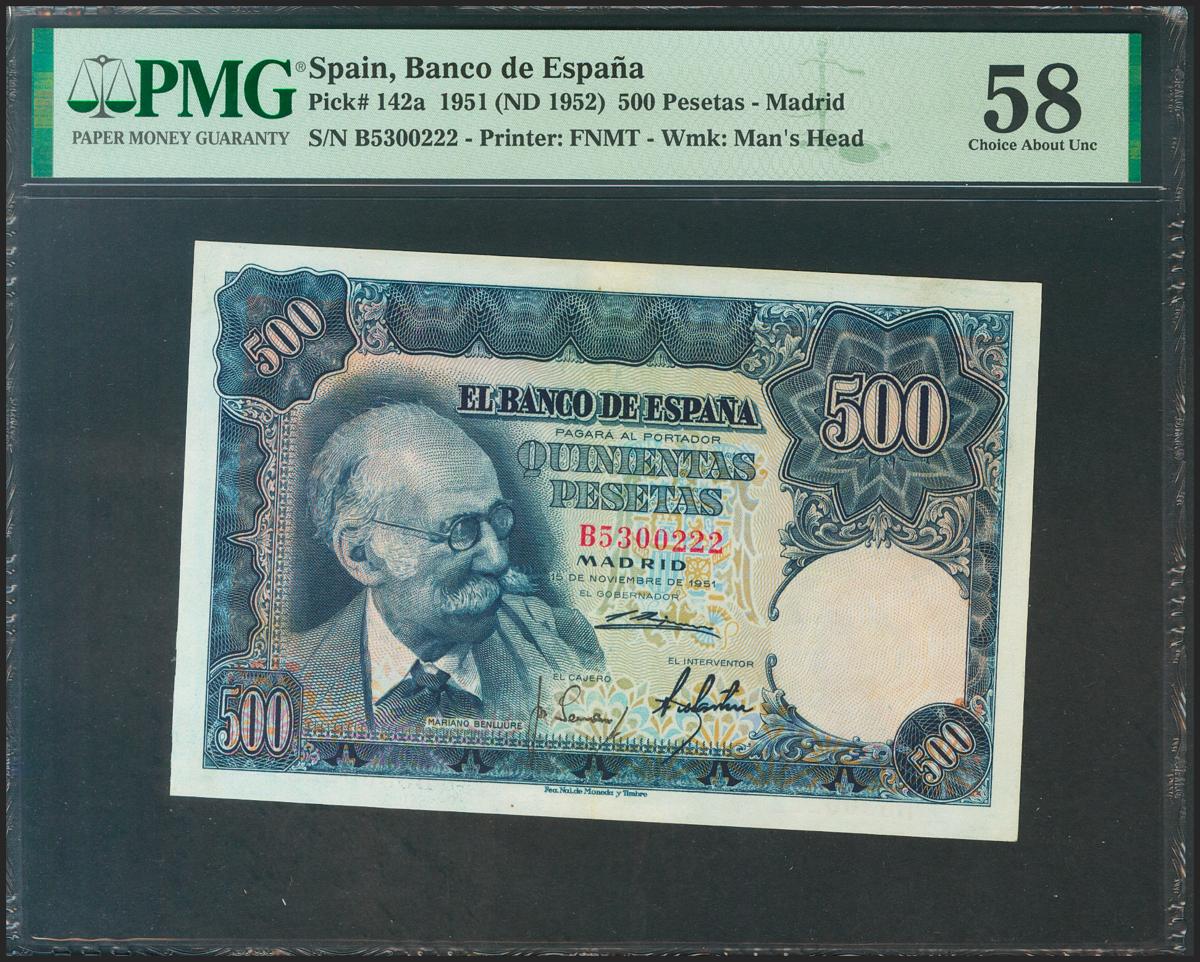 PMG® Spain, Banco de España
Pick# 142a 1951 (ND 1952) 500 Pesetas - Madrid
PAPER MONEY GUARANTY S/N B5300222 - Printer: FNMT - Wmk: Man's Head
58
Choice About Unc
500
500
EL BANCO DE ESPAÑA
PAGARÁ AL PORTADOR
QUINIENTAS
PESETAS
B5300222
MADRID
15 DE NOVIEMBRE DE 1951
EL GOBERNADOR
EL INTERVENTOR
EL CAJERO
MARIANO BENLLIURE
500
500
Fca. Nal. de Moneda y Timbre